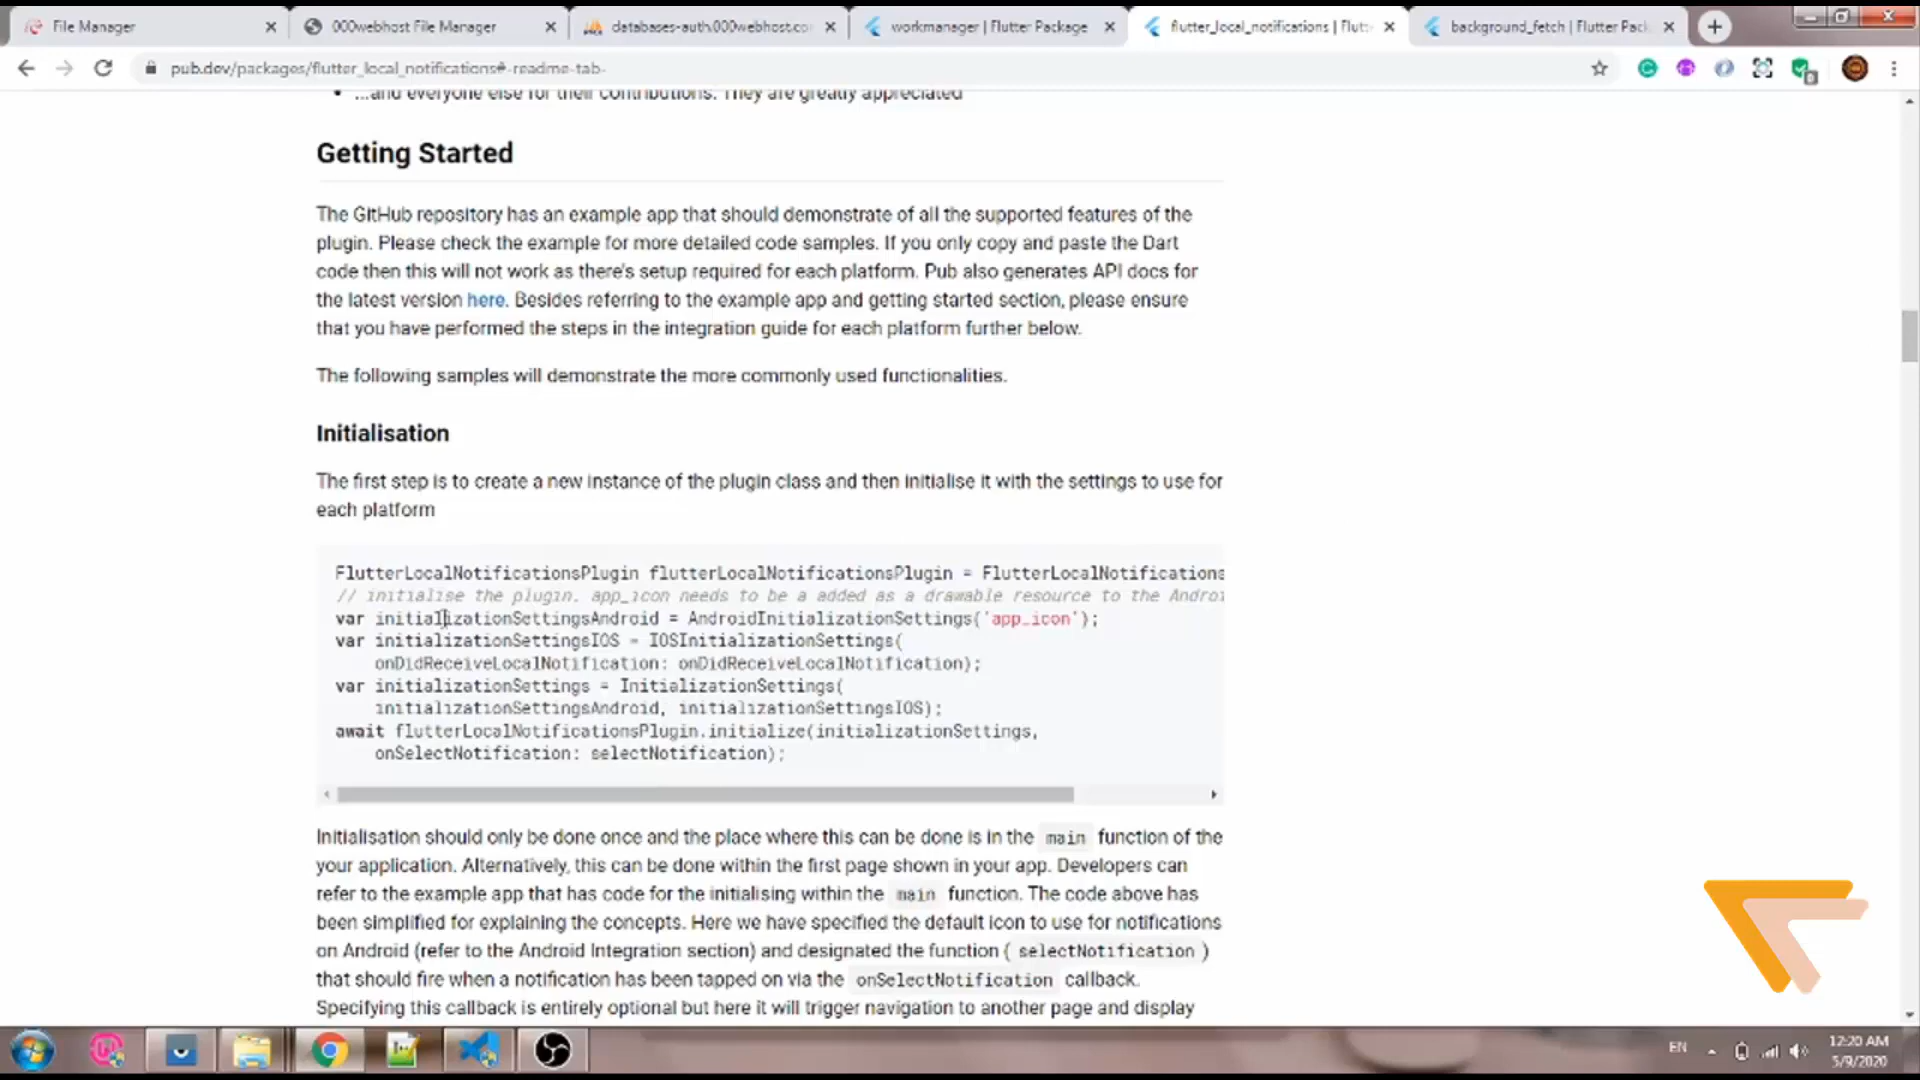 File Manager
000webhost File Manager
databases-auth.000webhost.co
workmanager | Flutter Package
flutter_local_notifications | Flutt
background_fetch | Flutter Pack
pub.dev/packages/flutter_local_notifications#-readme-tab-
...and everyone else for their contributions. They are greatly appreciated
Getting Started
The GitHub repository has an example app that should demonstrate of all the supported features of the
plugin. Please check the example for more detailed code samples. If you only copy and paste the Dart
code then this will not work as there's setup required for each platform. Pub also generates API docs for
the latest version here. Besides referring to the example app and getting started section, please ensure
that you have performed the steps in the integration guide for each platform further below.
The following samples will demonstrate the more commonly used functionalities.
Initialisation
The first step is to create a new instance of the plugin class and then initialise it with the settings to use for
each platform
FlutterLocalNotificationsPlugin flutterLocalNotificationsPlugin = FlutterLocalNotifications
// initialise the plugin. app_icon needs to be a added as a drawable resource to the Androi
var initializationSettingsAndroid = AndroidInitializationSettings('app_icon');
var initializationSettingsIOS = IOSInitializationSettings(
onDidReceiveLocalNotification: onDidReceiveLocalNotification);
var initializationSettings = InitializationSettings(
initializationSettingsAndroid, initializationSettingsIOS);
await flutterLocalNotificationsPlugin.initialize(initializationSettings,
onSelectNotification: selectNotification);
Initialisation should only be done once and the place where this can be done is in the main function of the
your application. Alternatively, this can be done within the first page shown in your app. Developers can
refer to the example app that has code for the initialising within the main function. The code above has
been simplified for explaining the concepts. Here we have specified the default icon to use for notifications
on Android (refer to the Android Integration section) and designated the function ( selectNotification )
that should fire when a notification has been tapped on via the onSelectNotification callback.
Specifying this callback is entirely optional but here it will trigger navigation to another page and display
EN
12:20 AM
5/9/2020